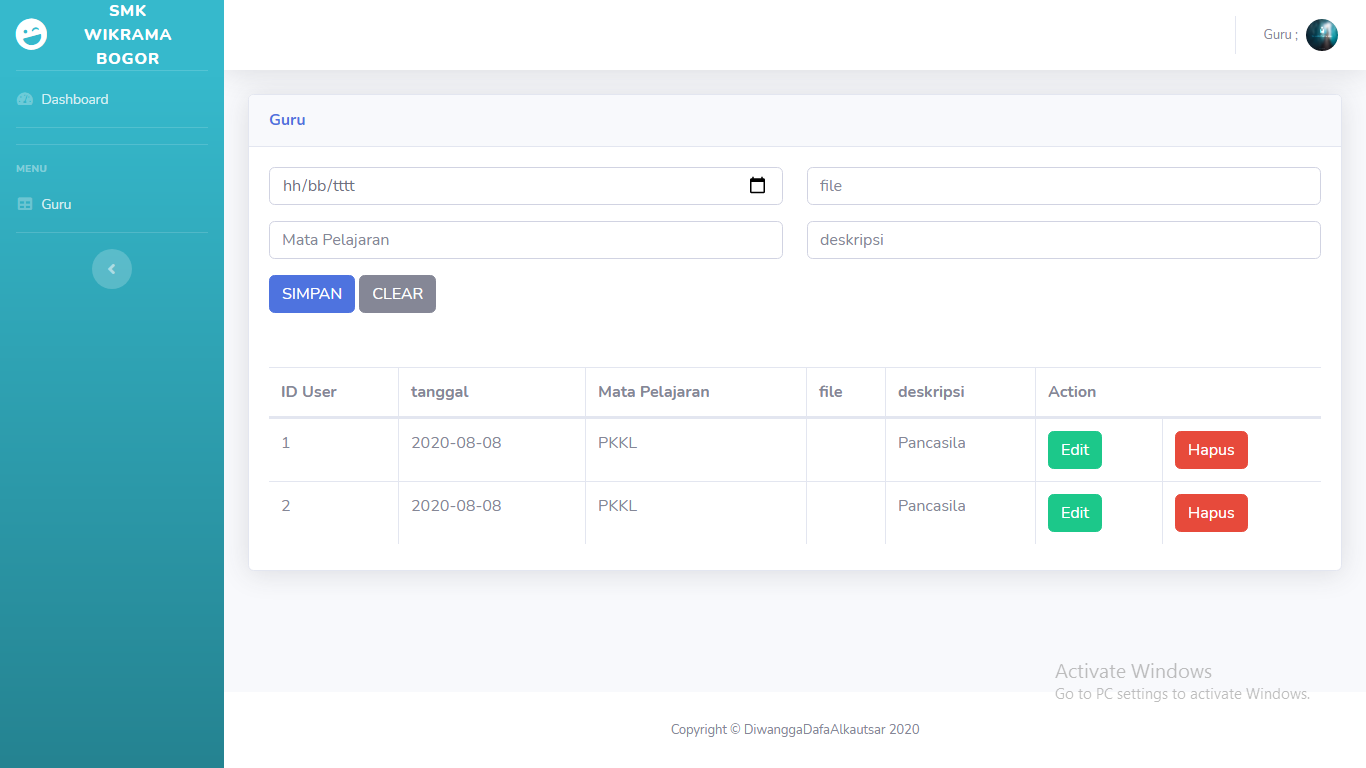 SMK
WIKRAMA
BOGOR
Guru ;
Dashboard
MENU
Guru
Guru
hh/bb/tttt
file
Mata Pelajaran
deskripsi
SIMPAN CLEAR
ID User tanggal Mata Pelajaran file deskripsi Action
1 2020-08-08 PKKL Pancasila Edit Hapus
2 2020-08-08 PKKL Pancasila Edit Hapus
Activate Windows
Go to PC settings to activate Windows.
Copyright © DiwanggaDafaAlkautsar 2020